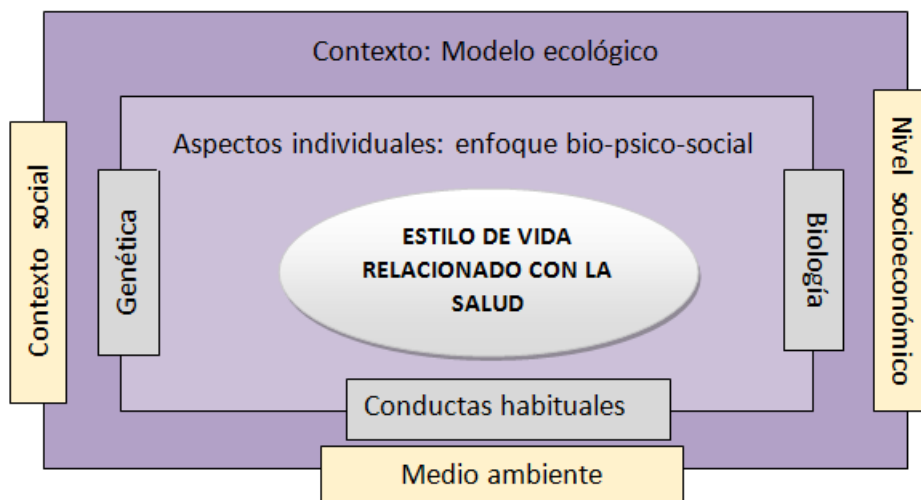 Contexto: Modelo ecológico
Aspectos individuales: enfoque bio-psico-social
Contexto social
Genética
ESTILO DE VIDA
RELACIONADO CON LA
SALUD
Biología
Nivel socioeconómico
Conductas habituales
Medio ambiente